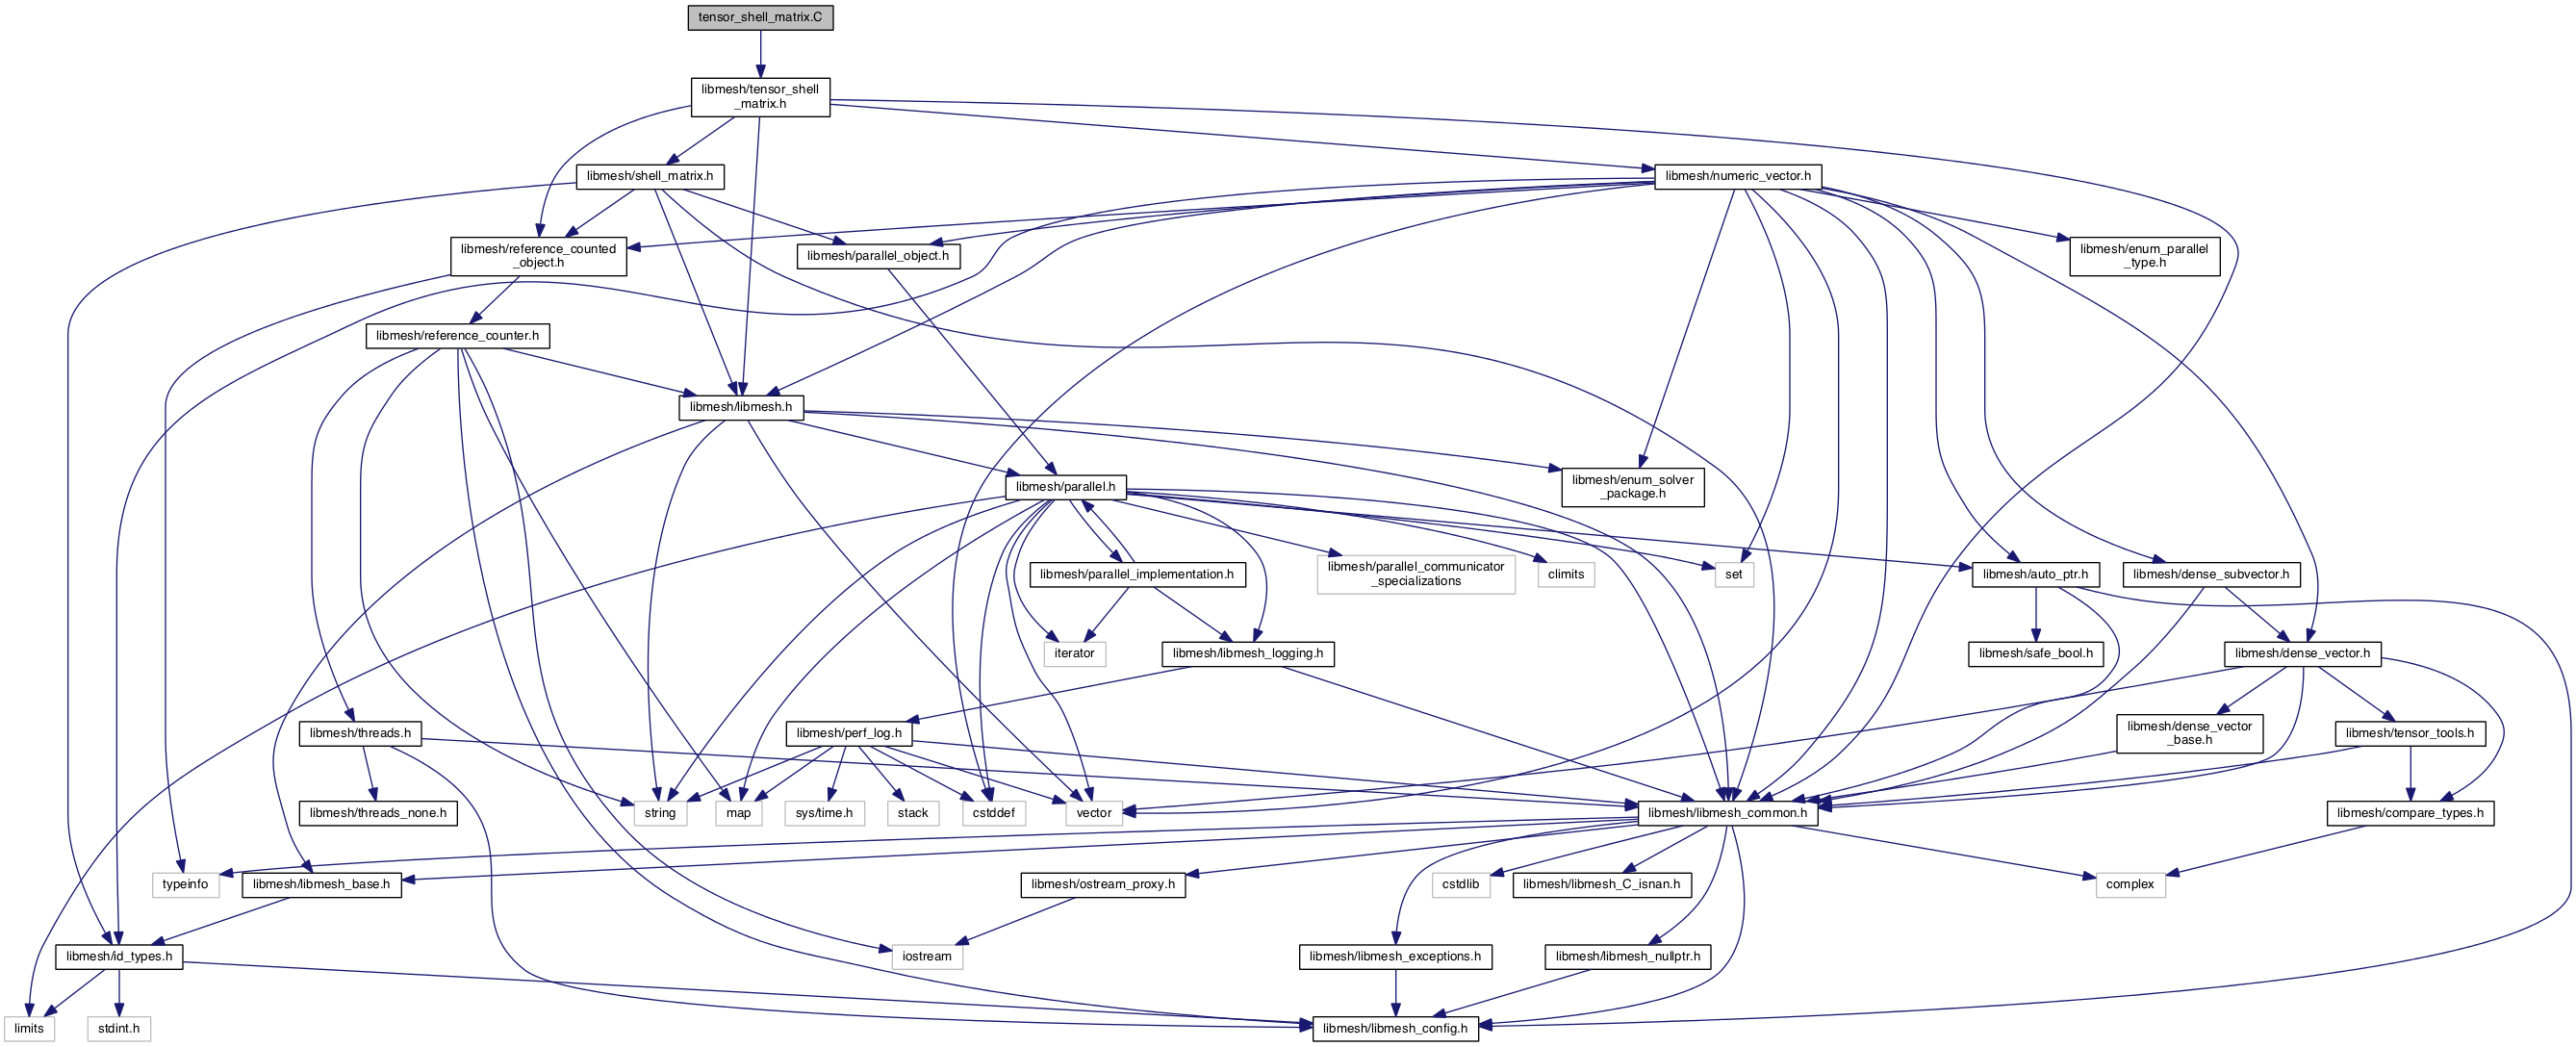 tensor_shell_matrix.C
libmesh/tensor_shell
_matrix.h
libmesh/shell_matrix.h
libmesh/numeric_vector.h
libmesh/reference_counted
_object.h
libmesh/parallel_object.h
libmesh/enum_parallel
_type.h
libmesh/reference_counter.h
libmesh/libmesh.h
libmesh/parallel.h
libmesh/enum_solver
_package.h
libmesh/parallel_implementation.h
libmesh/parallel_communicator
_specializations
climits
set
libmesh/auto_ptr.h
libmesh/dense_subvector.h
iterator
libmesh/libmesh_logging.h
libmesh/safe_bool.h
libmesh/dense_vector.h
libmesh/threads.h
libmesh/perf_log.h
libmesh/dense_vector
_base.h
libmesh/tensor_tools.h
libmesh/threads_none.h
string
map
sys/time.h
stack
cstddef
vector
libmesh/libmesh_common.h
libmesh/compare_types.h
typeinfo
libmesh/libmesh_base.h
libmesh/ostream_proxy.h
cstdlib
libmesh/libmesh_C_isnan.h
complex
libmesh/id_types.h
iostream
libmesh/libmesh_exceptions.h
libmesh/libmesh_nullptr.h
limits
stdint.h
libmesh/libmesh_config.h